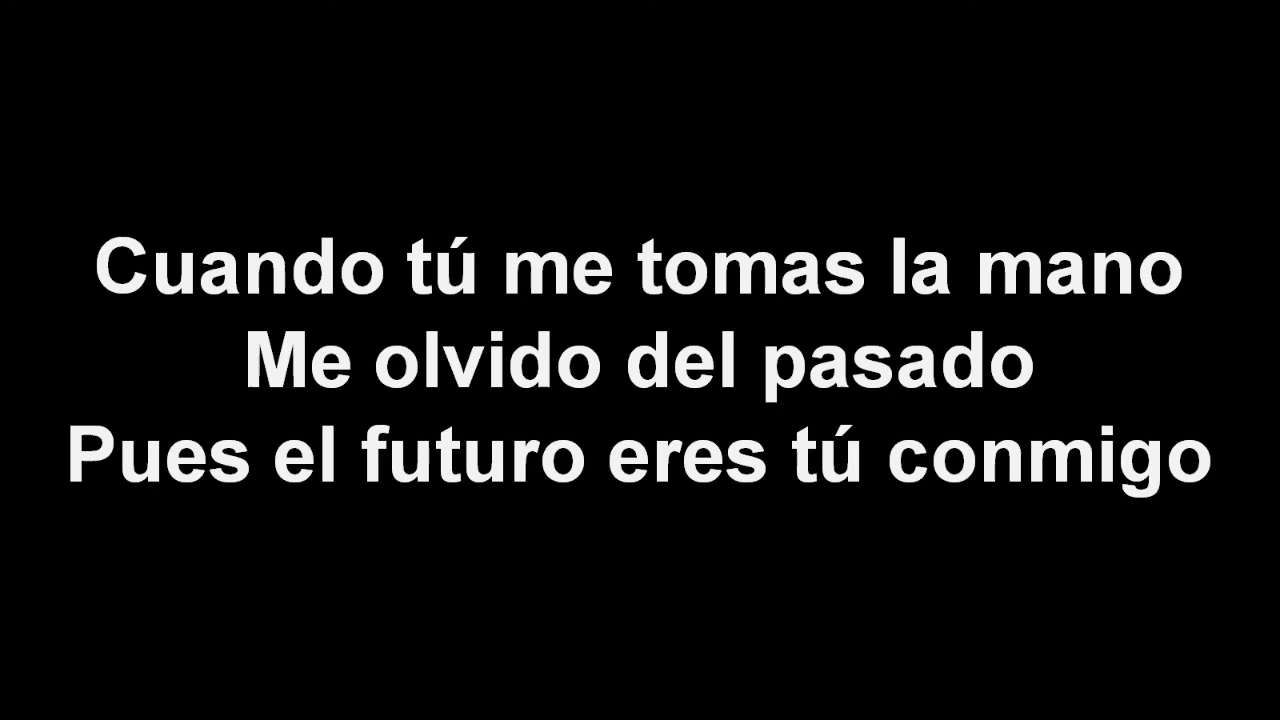 Cuando tú me tomas la mano
Me olvido del pasado
Pues el futuro eres tú conmigo